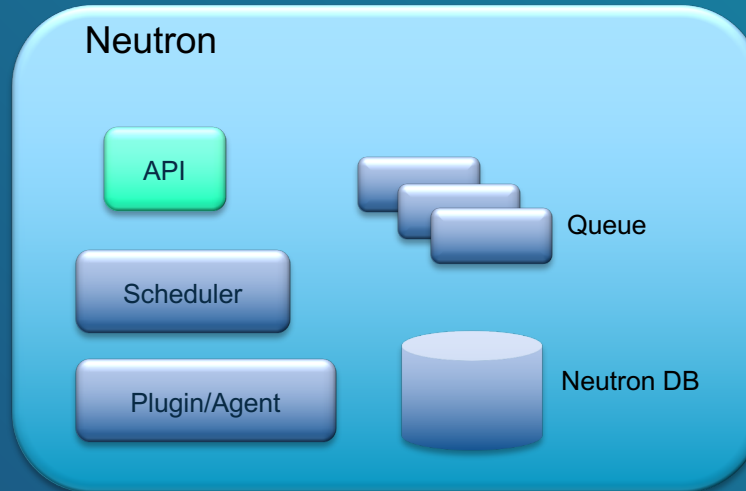 Neutron
API
Queue
Scheduler
Neutron DB
Plugin/Agent